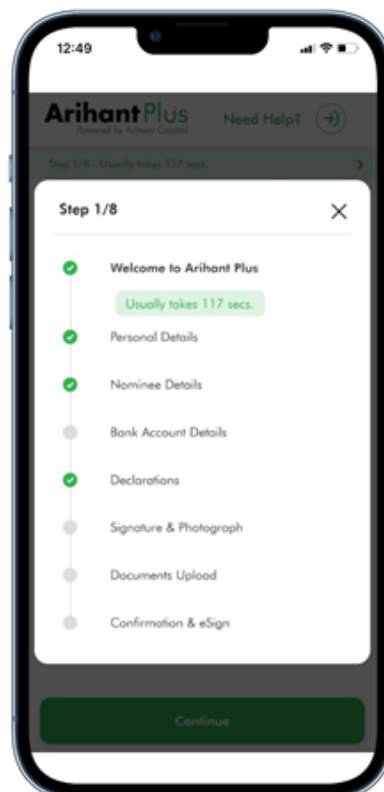 12:49
ArihantPlus
Powered by Arihant Capital
Need Help?
Step 1/8 - Usually takes 117 secs.
Step 1/8
Welcome to Arihant Plus
Usually takes 117 secs.
Personal Details
Nominee Details
Bank Account Details
Declarations
Signature & Photograph
Documents Upload
Confirmation & eSign
Continue